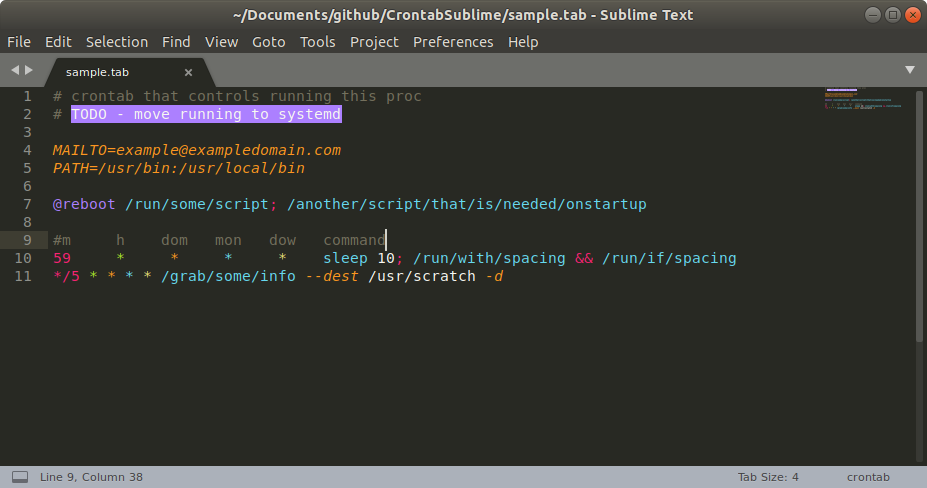 ~/Documents/github/CrontabSublime/sample.tab - Sublime Text
File Edit Selection Find View Goto Tools Project Preferences Help
sample.tab ×
1 # crontab that controls running this proc
2 # TODO - move running to systemd
3
4 MAILTO=example@exampledomain.com
5 PATH=/usr/bin:/usr/local/bin
6
7 @reboot /run/some/script; /another/script/that/is/needed/onstartup
8
9 #m     h    dom   mon   dow   command
10 59     *     *     *     *    sleep 10; /run/with/spacing && /run/if/spacing
11 */5 * * * * /grab/some/info --dest /usr/scratch -d
Line 9, Column 38 Tab Size: 4 crontab